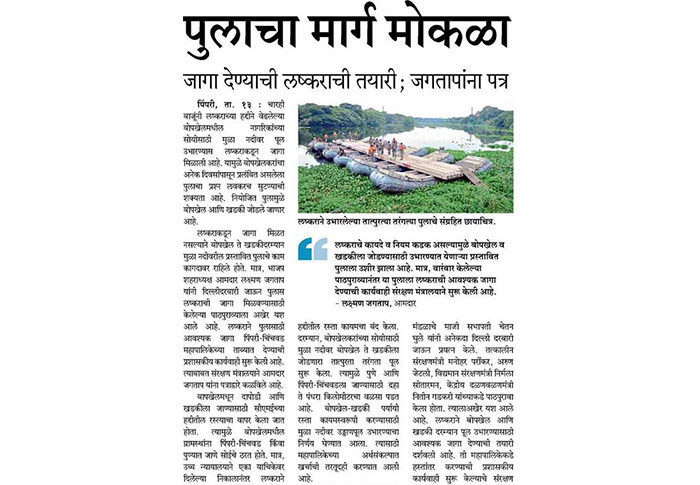 पुलाचा मार्ग मोकळा
जागा देण्याची लष्कराची तयारी; जगतापांना पत्र
पिंपरी, ता. १३ : चारही
बाजूंनी लष्कराच्या हद्दीने वेढलेल्या
बोपखेलमधील नागरिकांच्या
सोयीसाठी मुळा नदीवर पूल
उभारण्यास लष्कराकडून जागा
मिळाली आहे. यामुळे बोपखेलकरांचा
अनेक दिवसांपासून प्रलंबित असलेला
पुलाचा प्रश्न लवकरच सुटण्याची
शक्यता आहे. नियोजित पुलामुळे
बोपखेल आणि खडकी जोडले जाणार
आहे.
लष्कराकडून जागा मिळत
नसल्याने बोपखेल ते खडकीदरम्यान
मुळा नदीवरील प्रस्तावित पुलाचे काम
कागदावर राहिले होते. मात्र, भाजप
शहराध्यक्ष आमदार लक्ष्मण जगताप
यांनी दिल्लीदरबारी जाऊन पुलास
लष्कराची जागा मिळवण्यासाठी
केलेल्या पाठपुराव्याला अखेर यश
आले आहे. लष्कराने पुलासाठी
आवश्यक जागा पिंपरी-चिंचवड
महापालिकेच्या ताब्यात देण्याची
प्रशासकीय कार्यवाही सुरू केली आहे.
त्याबाबत संरक्षण मंत्रालयाने आमदार
जगताप यांना पत्राद्वारे कळविले आहे.
बापखेलमधून दापोडी आणि
खडकीला जाण्यासाठी सीएमईच्या
हद्दीतील रस्त्याचा वापर केला जात
होता. त्यामुळे बोपखेलमधील
ग्रामस्थांना पिंपरी-चिंचवड किंवा
पुण्यात जाणे सोईचे ठरत होते. मात्र,
उच्च न्यायालयाने एका याचिकेवर
दिलेल्या निकालानंतर लष्कराने
लष्कराने उभारलेल्या तात्पुरत्या तरंगत्या पुलाचे संग्रहित छायाचित्र.
लष्कराचे कायदे व नियम कडक असल्यामुळे बोपखेल व
खडकीला जोडण्यासाठी उभारण्यात येणाऱ्या प्रस्तावित
पुलाला उशीर झाला आहे. मात्र, वारंवार केलेल्या
पाठपुराव्यानंतर या पुलाला लष्कराची आवश्यक जागा
देण्याची कार्यवाही संरक्षण मंत्रालयाने सुरू केली आहे.
- लक्ष्मण जगताप, आमदार
हद्दीतील रस्ता कायमचा बंद केला.
दरम्यान, बोपखेलकरांच्या सोयीसाठी
मुळा नदीवर बोपखेल ते खडकीला
जोडणारा तात्पुरता तरंगता पूल
सुरू केला. त्यामुळे पुणे आणि
पिंपरी-चिंचवडला जाण्यासाठी दहा
ते पंधरा किलोमीटरचा वळसा पडत
आहे. बोपखेल-खडकी पर्यायी
रस्ता कायमस्वरूपी करण्यासाठी
मुळा नदीवर उड्डाणपूल उभारण्याचा
निर्णय घेण्यात आला. त्यासाठी
महापालिकेच्या अर्थसंकल्पात
खर्चाची तरतूदही करण्यात आली
आहे.
मंडळाचे माजी सभापती चेतन
घुले यांनी अनेकदा दिल्ली दरबारी
जाऊन प्रयत्न केले. तत्कालीन
संरक्षणमंत्री मनोहर पर्रीकर, अरुण
जेटली, विद्यमान संरक्षणमंत्री निर्मला
सीतारमन, केंद्रीय दळणवळणमंत्री
नितीन गडकरी यांच्याकडे पाठपुरावा
केला होता. त्यालाअखेर यश आले
आहे. लष्कराने बोपखेल आणि
खडकी दरम्यान पूल उभारण्यासाठी
आवश्यक जागा देण्याची तयारी
दर्शवली आहे. ती महापालिकेकडे
हस्तांतर करण्याची प्रशासकीय
कार्यवाही सुरू केल्याचे संरक्षण